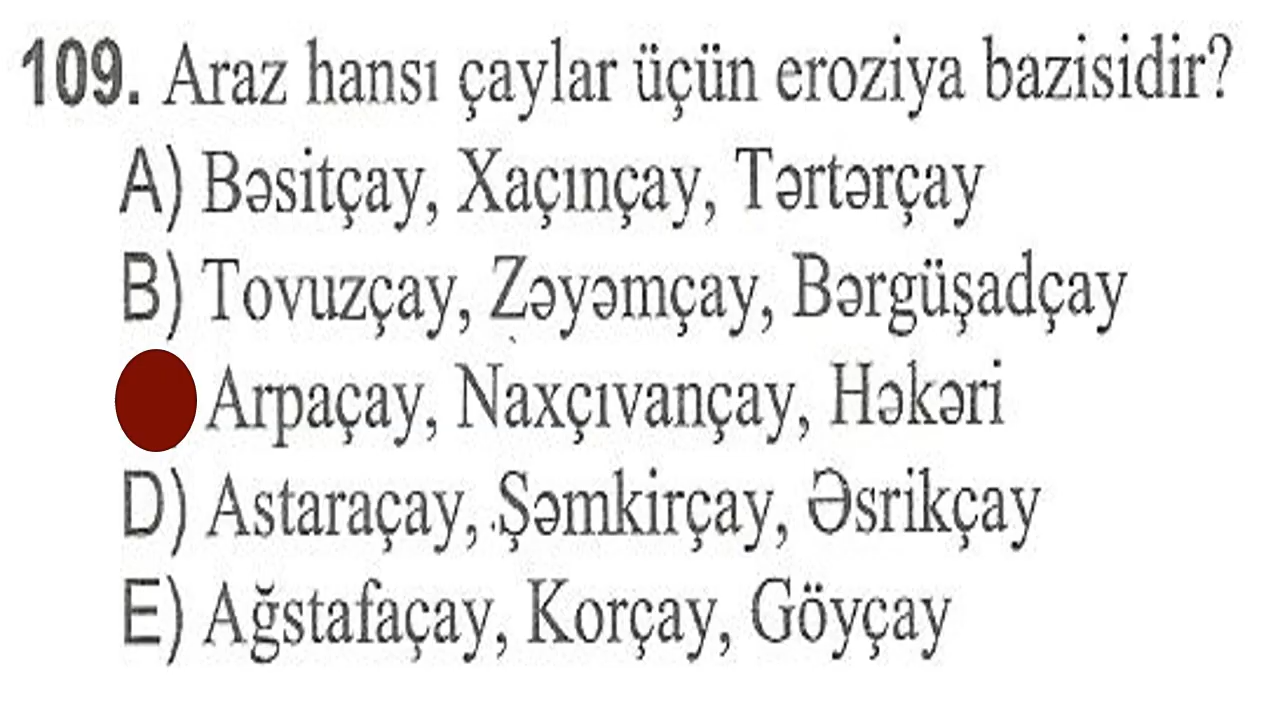 109. Araz hansı çaylar üçün eroziya bazisidir?
A) Bəsitçay, Xaçınçay, Tərtərçay
B) Tovuzçay, Zəyəmçay, Bərgüşadçay
Arpaçay, Naxçıvançay, Həkəri
D) Astaraçay, Şəmkirçay, Əsrikçay
E) Ağstafaçay, Korçay, Göyçay